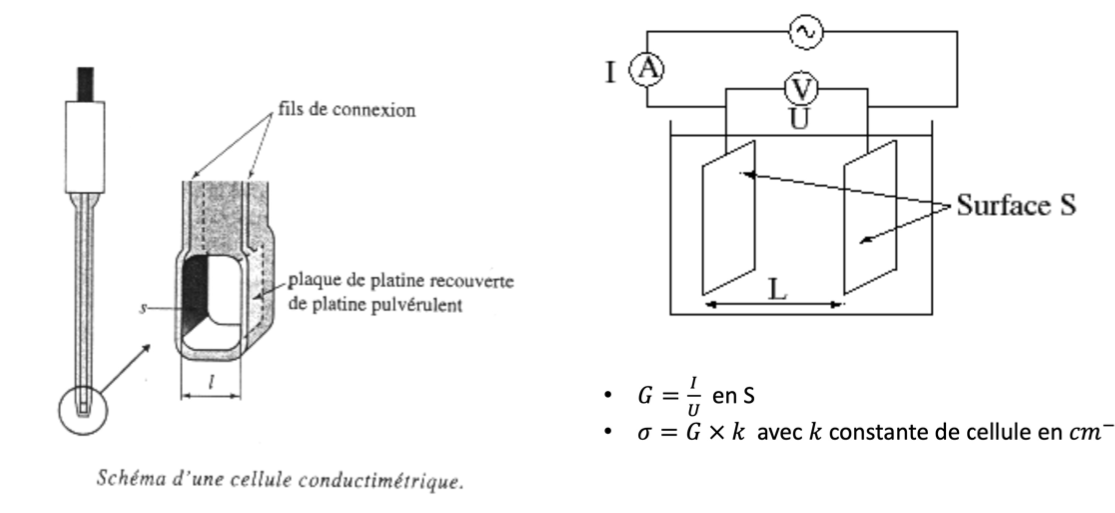 fils de connexion
plaque de platine recouverte
de platine pulvérulent
s
l
Schéma d'une cellule conductimétrique.
I A
V
U
Surface S
L
• G = I/U en S
• σ = G × k avec k constante de cellule en cm⁻